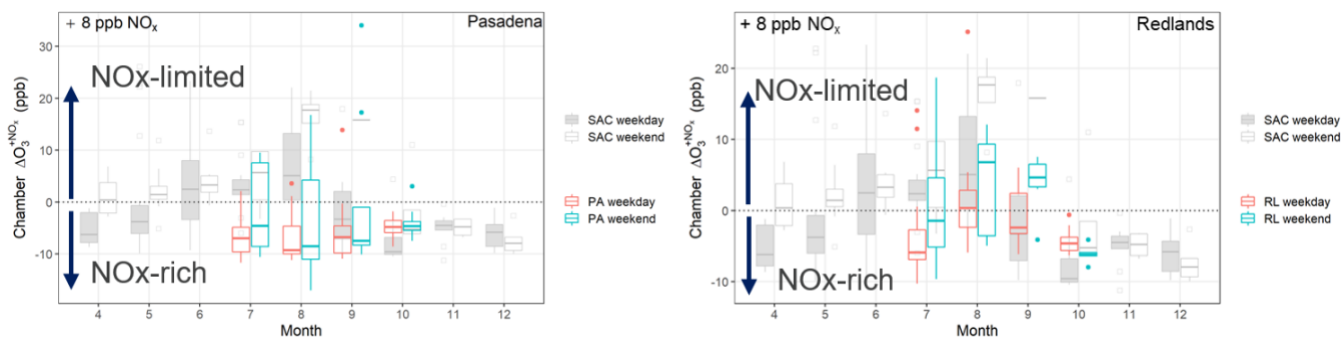 + 8 ppb NOₓ
Pasadena
NOx-limited
NOx-rich
Chamber ΔO₃⁺ᴺᴼˣ (ppb)
30
20
10
0
-10
4 5 6 7 8 9 10 11 12
Month
SAC weekday
SAC weekend
PA weekday
PA weekend
+ 8 ppb NOₓ
Redlands
NOx-limited
NOx-rich
Chamber ΔO₃⁺ᴺᴼˣ (ppb)
20
10
0
-10
4 5 6 7 8 9 10 11 12
Month
SAC weekday
SAC weekend
RL weekday
RL weekend